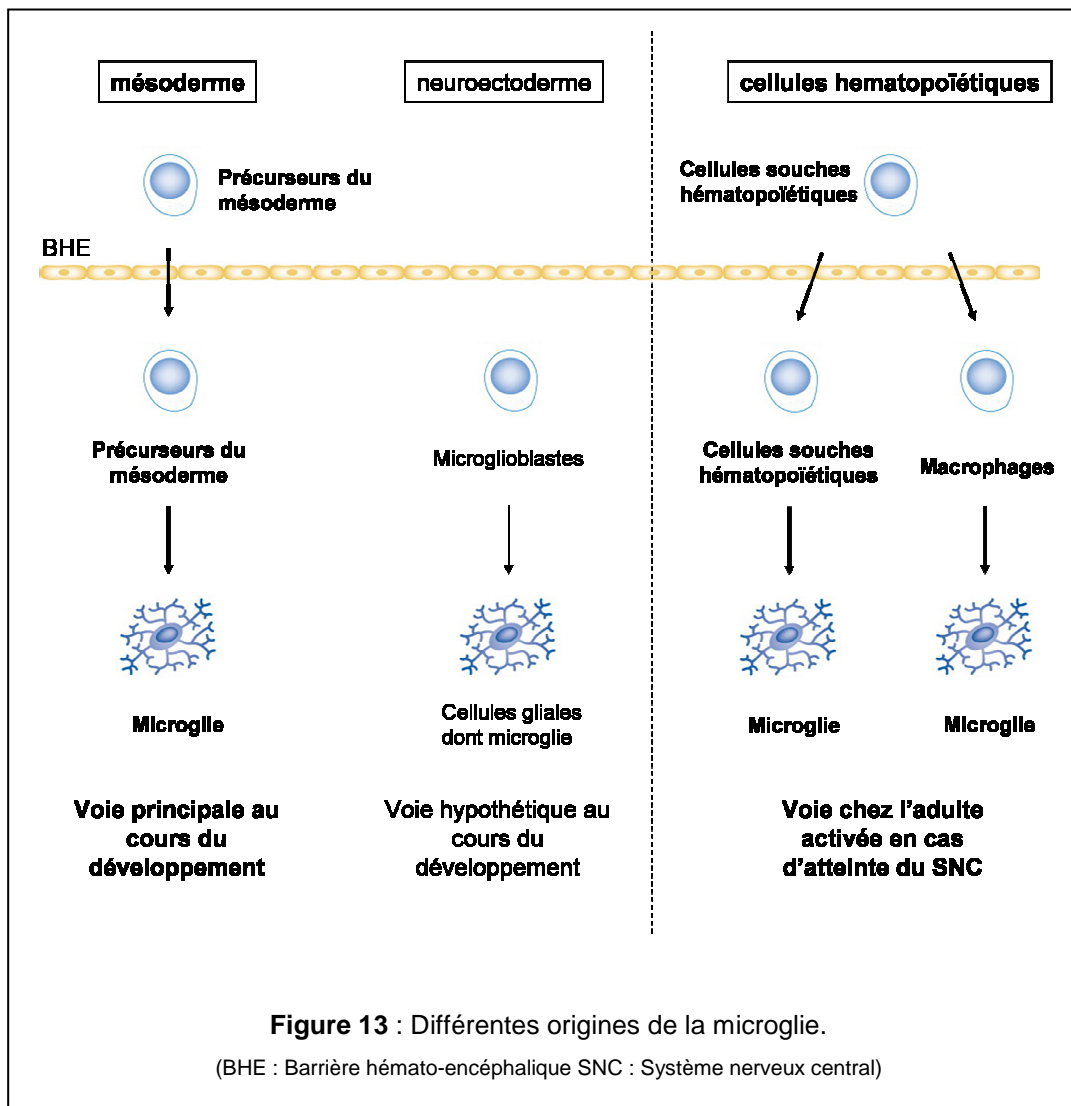 mésoderme
neuroectoderme
cellules hematopoïétiques
Précurseurs du
mésoderme
Cellules souches
hématopoïétiques
BHE
Précurseurs du
mésoderme
Microglioblastes
Cellules souches
hématopoïétiques
Macrophages
Microglie
Cellules gliales
dont microglie
Microglie
Microglie
Voie principale au
cours du
développement
Voie hypothétique au
cours du
développement
Voie chez l'adulte
activée en cas
d'atteinte du SNC
Figure 13 : Différentes origines de la microglie.
(BHE : Barrière hémato-encéphalique SNC : Système nerveux central)